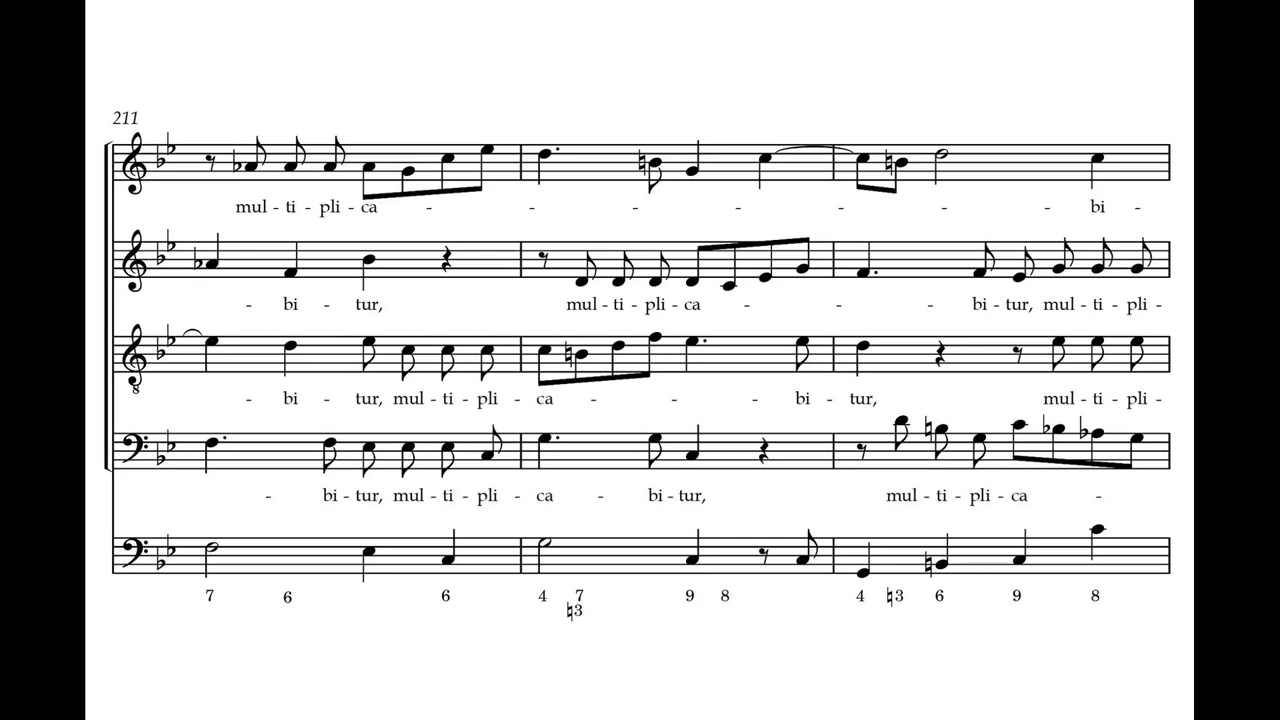 211
mul - ti - pli - ca - - - - - - - bi -
- bi - tur, mul - ti - pli - ca - - - bi - tur, mul - ti - pli -
- bi - tur, mul - ti - pli - ca - - - bi - tur, mul - ti - pli -
- bi - tur, mul - ti - pli - ca - bi - tur, mul - ti - pli - ca -
7 6 6 4 7 9 8 4 ♮3 6 9 8
♮3